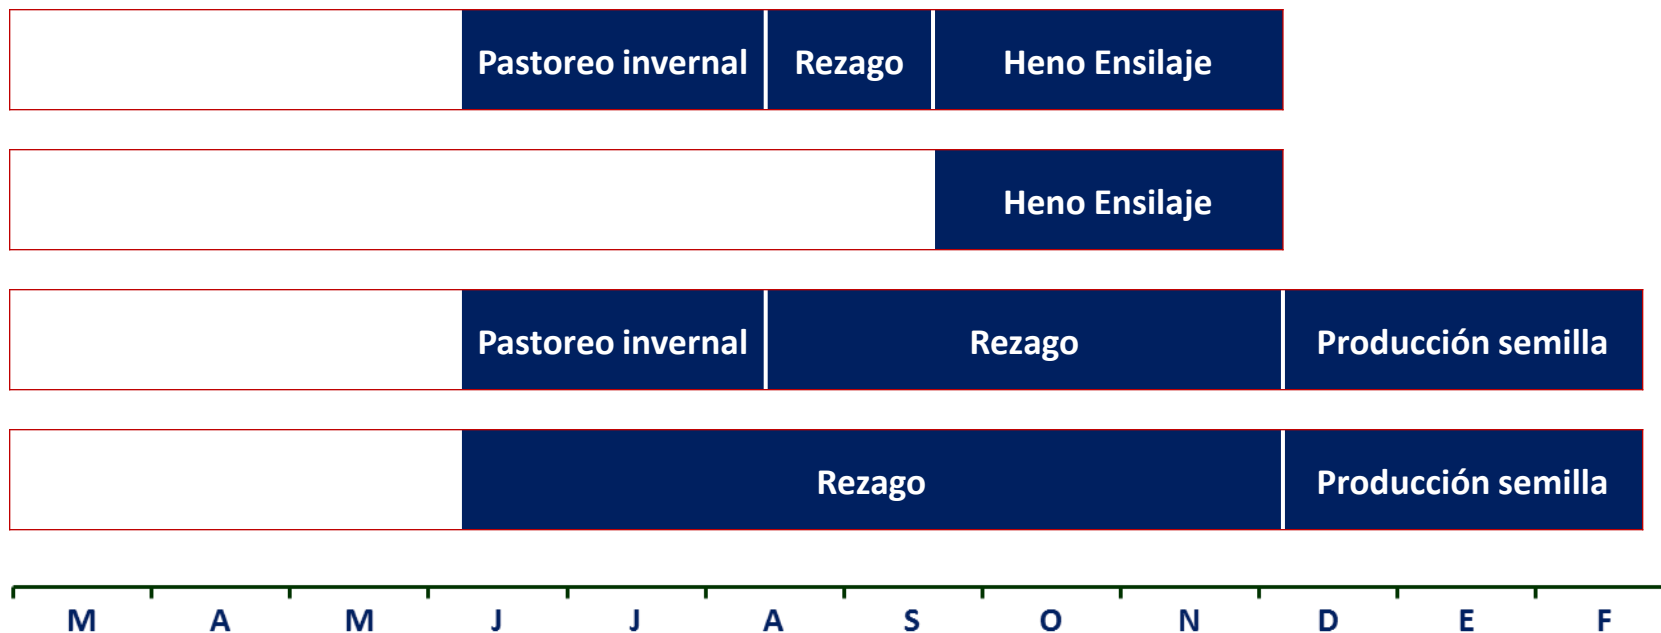 Pastoreo invernal Rezago Heno Ensilaje
Heno Ensilaje
Pastoreo invernal Rezago Producción semilla
Rezago Producción semilla
M A M J J A S O N D E F